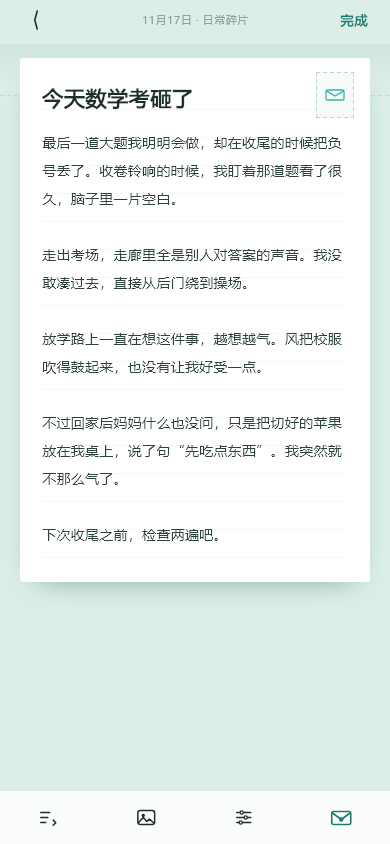 11月17日 · 日常碎片
完成
今天数学考砸了
最后一道大题我明明会做，却在收尾的时候把负
号丢了。收卷铃响的时候，我盯着那道题看了很
久，脑子里一片空白。
走出考场，走廊里全是别人对答案的声音。我没
敢凑过去，直接从后门绕到操场。
放学路上一直在想这件事，越想越气。风把校服
吹得鼓起来，也没有让我好受一点。
不过回家后妈妈什么也没问，只是把切好的苹果
放在我桌上，说了句“先吃点东西”。我突然就
不那么气了。
下次收尾之前，检查两遍吧。